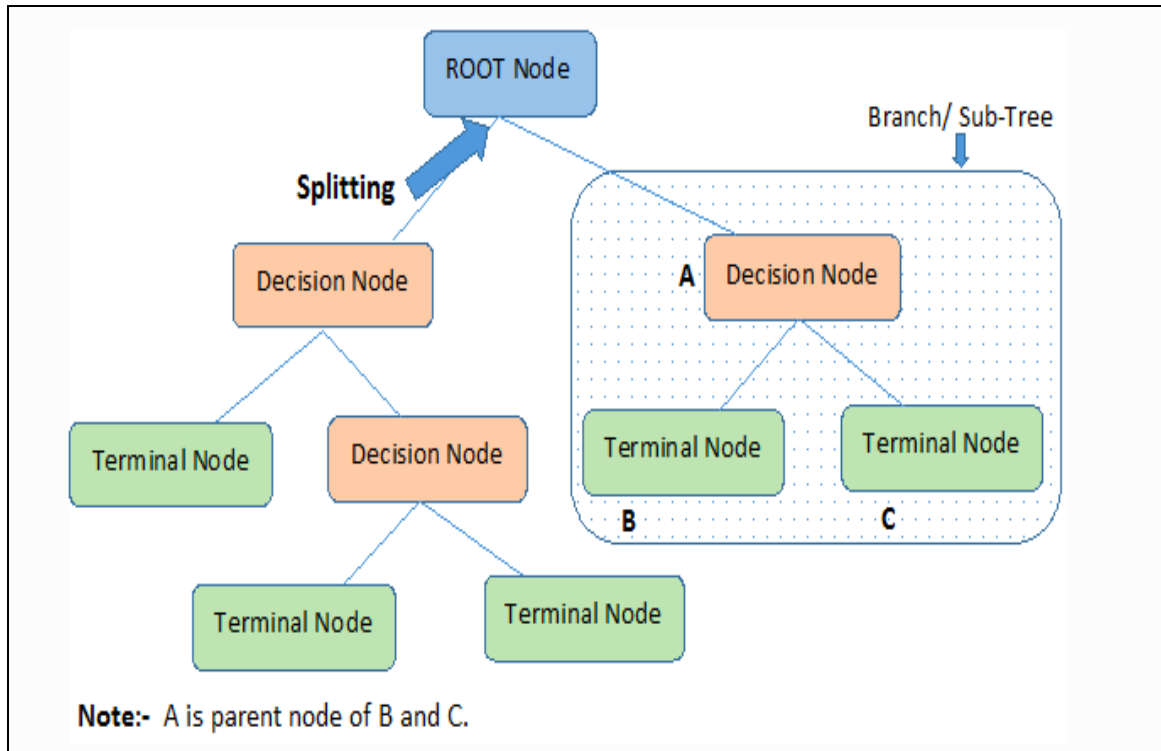 ROOT Node
Branch/ Sub-Tree
Splitting
Decision Node
A
Decision Node
Terminal Node
Decision Node
Terminal Node
Terminal Node
B
C
Terminal Node
Terminal Node
Note:- A is parent node of B and C.